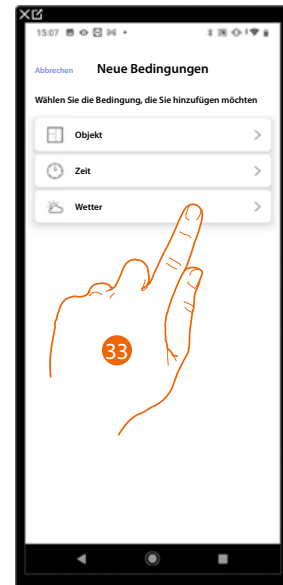 15:07
Abbrechen Neue Bedingungen
Wählen Sie die Bedingung, die Sie hinzufügen möchten
Objekt
Zeit
Wetter
33